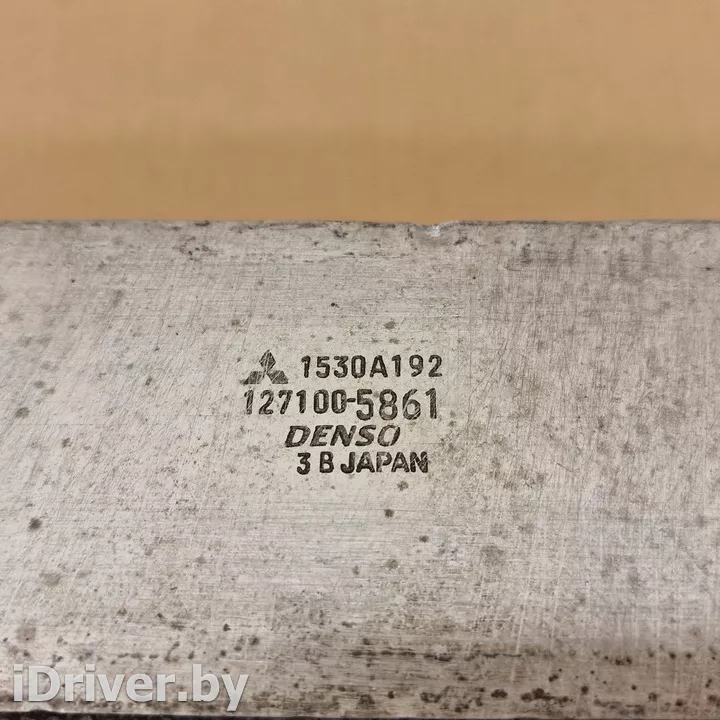 1530A192
127100-5861
DENSO
3 B JAPAN
iDriver.by